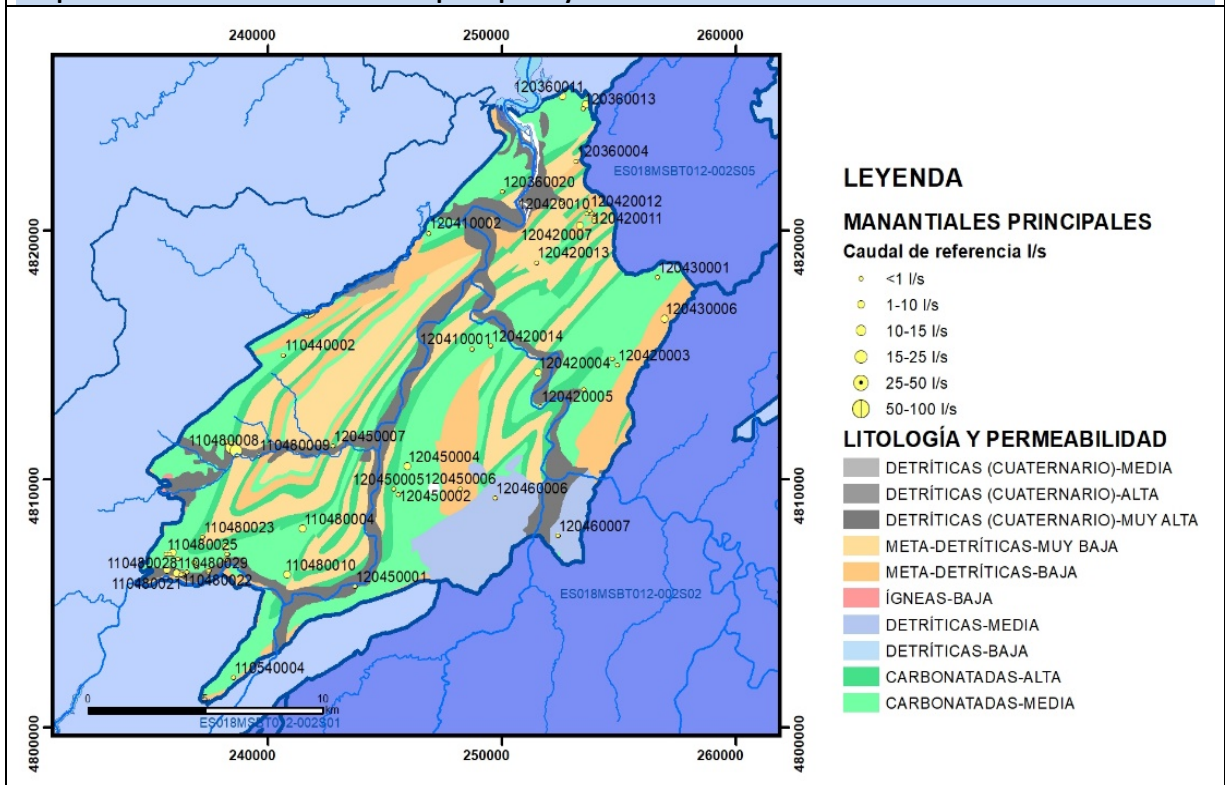 240000
250000
260000
120360011
120360013
120360004
ES018MSBT012-002S05
120360020
120420010
120420012
120420011
120410002
120420007
120420013
4820000
4820000
120430001
120430006
120410001
120420014
110440002
120420003
120420004
120420005
110480008
110480009
120450007
120450004
120450005
120450006
120450002
120460006
4810000
4810000
110480023
110480004
120460007
110480025
110480028
110480029
110480010
110480021
110480022
120450001
ES018MSBT012-002S02
110540004
0
10
km
ES018MSBT012-002S01
4800000
4800000
240000
250000
260000
LEYENDA
MANANTIALES PRINCIPALES
Caudal de referencia l/s
<1 l/s
1-10 l/s
10-15 l/s
15-25 l/s
25-50 l/s
50-100 l/s
LITOLOGÍA Y PERMEABILIDAD
DETRÍTICAS (CUATERNARIO)-MEDIA
DETRÍTICAS (CUATERNARIO)-ALTA
DETRÍTICAS (CUATERNARIO)-MUY ALTA
META-DETRÍTICAS-MUY BAJA
META-DETRÍTICAS-BAJA
ÍGNEAS-BAJA
DETRÍTICAS-MEDIA
DETRÍTICAS-BAJA
CARBONATADAS-ALTA
CARBONATADAS-MEDIA